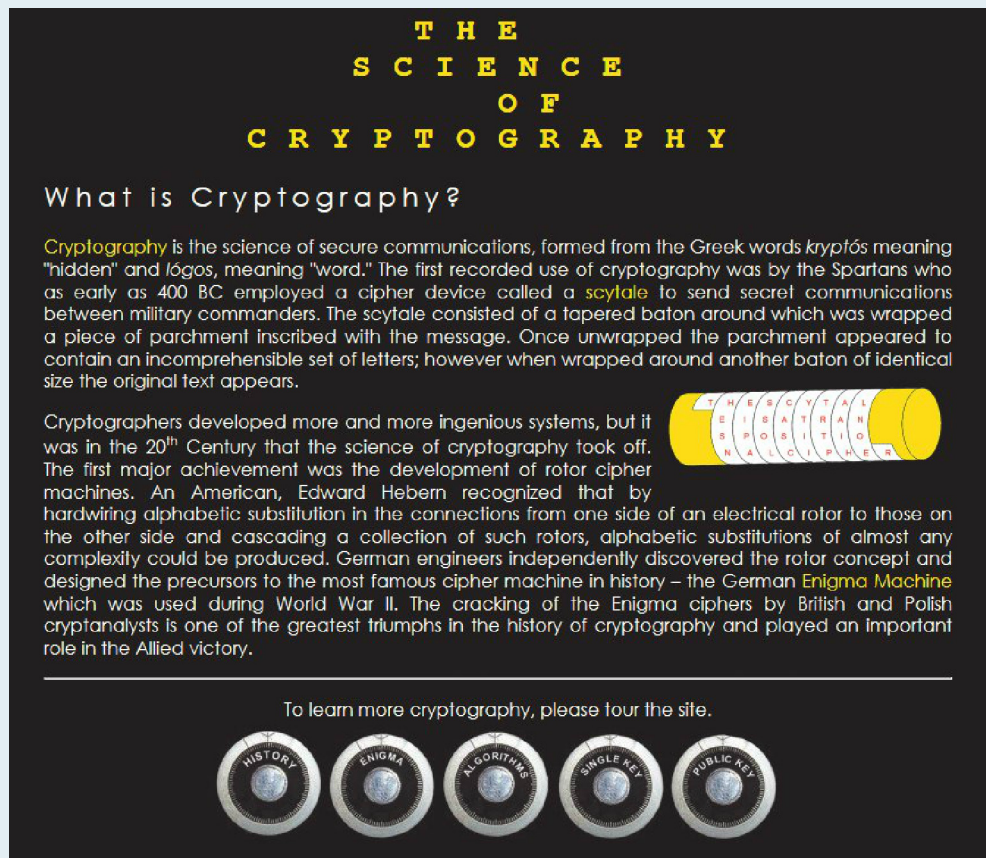 T H E
S C I E N C E
O F
C R Y P T O G R A P H Y
What is Cryptography?
Cryptography is the science of secure communications, formed from the Greek words kryptós meaning
"hidden" and lógos, meaning "word." The first recorded use of cryptography was by the Spartans who
as early as 400 BC employed a cipher device called a scytale to send secret communications
between military commanders. The scytale consisted of a tapered baton around which was wrapped
a piece of parchment inscribed with the message. Once unwrapped the parchment appeared to
contain an incomprehensible set of letters; however when wrapped around another baton of identical
size the original text appears.
T H E S C Y T A L
E I S A T R A N
S P O S I T I O
N A L C I P H E R
Cryptographers developed more and more ingenious systems, but it
was in the 20th Century that the science of cryptography took off.
The first major achievement was the development of rotor cipher
machines. An American, Edward Hebern recognized that by
hardwiring alphabetic substitution in the connections from one side of an electrical rotor to those on
the other side and cascading a collection of such rotors, alphabetic substitutions of almost any
complexity could be produced. German engineers independently discovered the rotor concept and
designed the precursors to the most famous cipher machine in history – the German Enigma Machine
which was used during World War II. The cracking of the Enigma ciphers by British and Polish
cryptanalysts is one of the greatest triumphs in the history of cryptography and played an important
role in the Allied victory.
To learn more cryptography, please tour the site.
HISTORY
ENIGMA
ALGORITHMS
SINGLE KEY
PUBLIC KEY